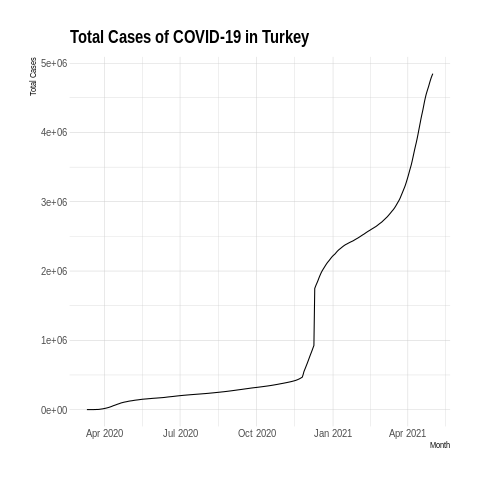 Total Cases of COVID-19 in Turkey
Total Cases
5e+06
4e+06
3e+06
2e+06
1e+06
0e+00
Apr 2020 Jul 2020 Oct 2020 Jan 2021 Apr 2021
Month